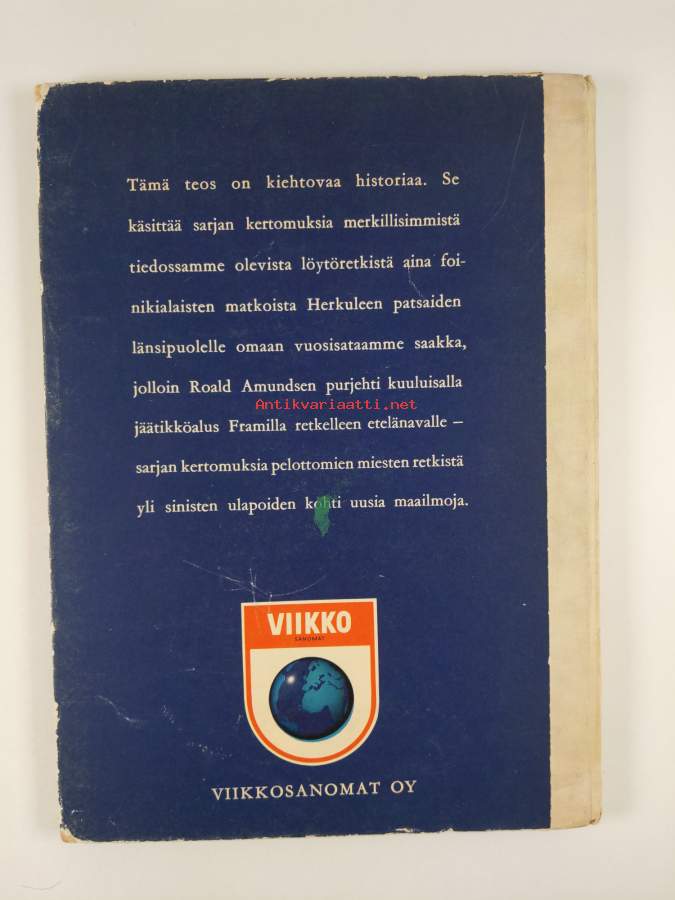 Tämä teos on kiehtovaa historiaa. Se
käsittää sarjan kertomuksia merkillisimmistä
tiedossamme olevista löytöretkistä aina foi-
nikialaisten matkoista Herkuleen patsaiden
länsipuolelle omaan vuosisataamme saakka,
jolloin Roald Amundsen purjehti kuuluisalla
Antikvariaatti.net
jäätikköalus Framilla retkelleen etelänavalle –
sarjan kertomuksia pelottomien miesten retkistä
yli sinisten ulapoiden kohti uusia maailmoja.
VIIKKO
SANOMAT
VIIKKOSANOMAT OY